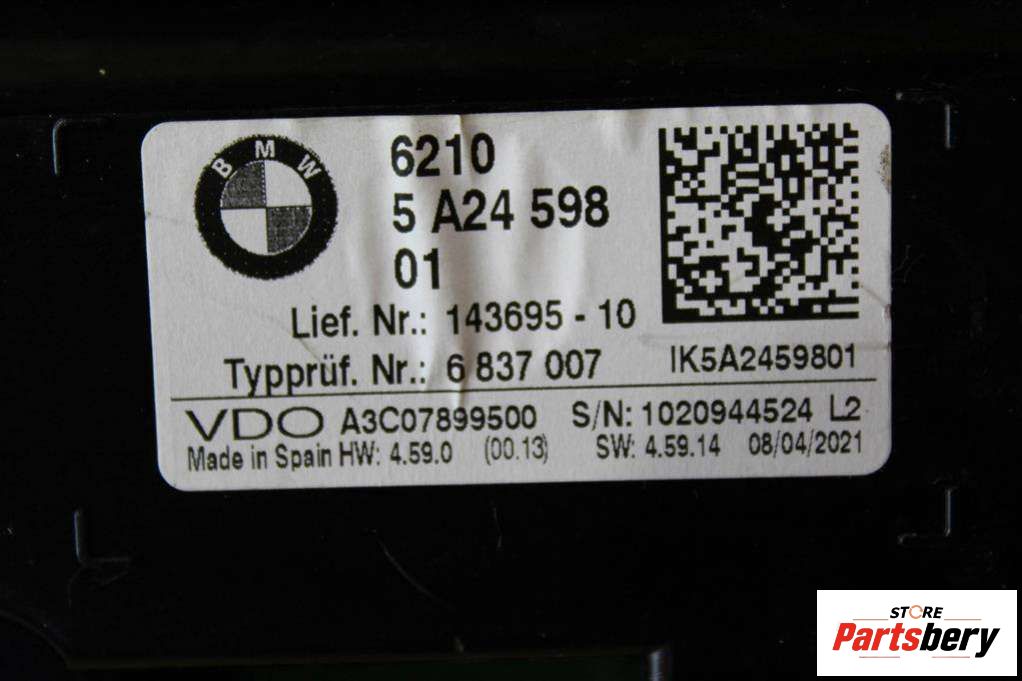 BMW
6210
5 A24 598
01
Lief. Nr.: 143695 - 10
Typprüf. Nr.: 6 837 007
IK5A2459801
VDO A3C07899500 S/N: 1020944524 L2
Made in Spain HW: 4.59.0 (00.13) SW: 4.59.14 08/04/2021
STORE
Partsbery